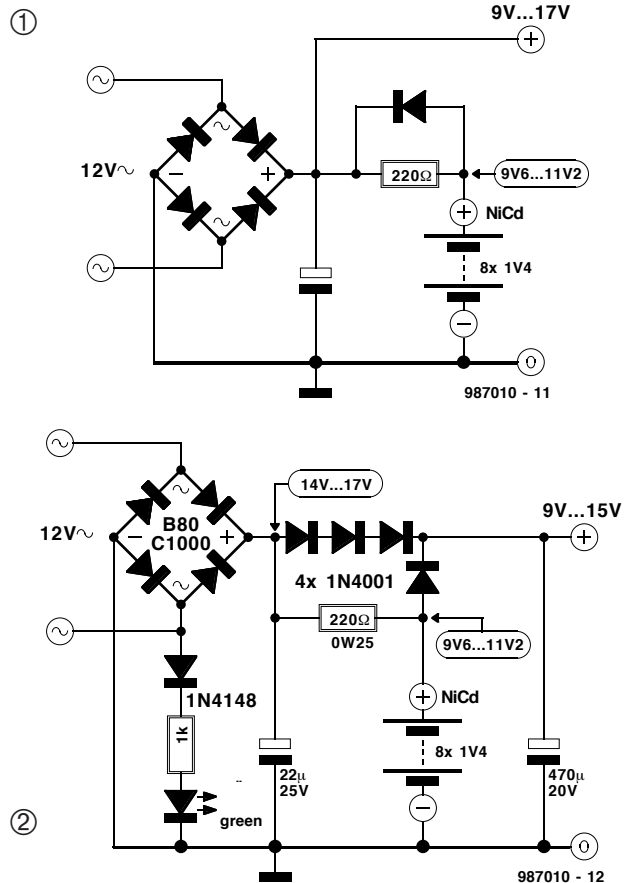 ①
9V...17V
+
∼
12V∼
∼
−
+
220Ω
9V6...11V2
+
NiCd
8x 1V4
−
∼
∼
0
987010 - 11
∼
14V...17V
9V...15V
12V∼
∼
B80
C1000
−
+
+
4x 1N4001
∼
220Ω
0W25
9V6...11V2
∼
1N4148
+
NiCd
1k
8x 1V4
22µ
25V
470µ
20V
−
green
②
0
987010 - 12